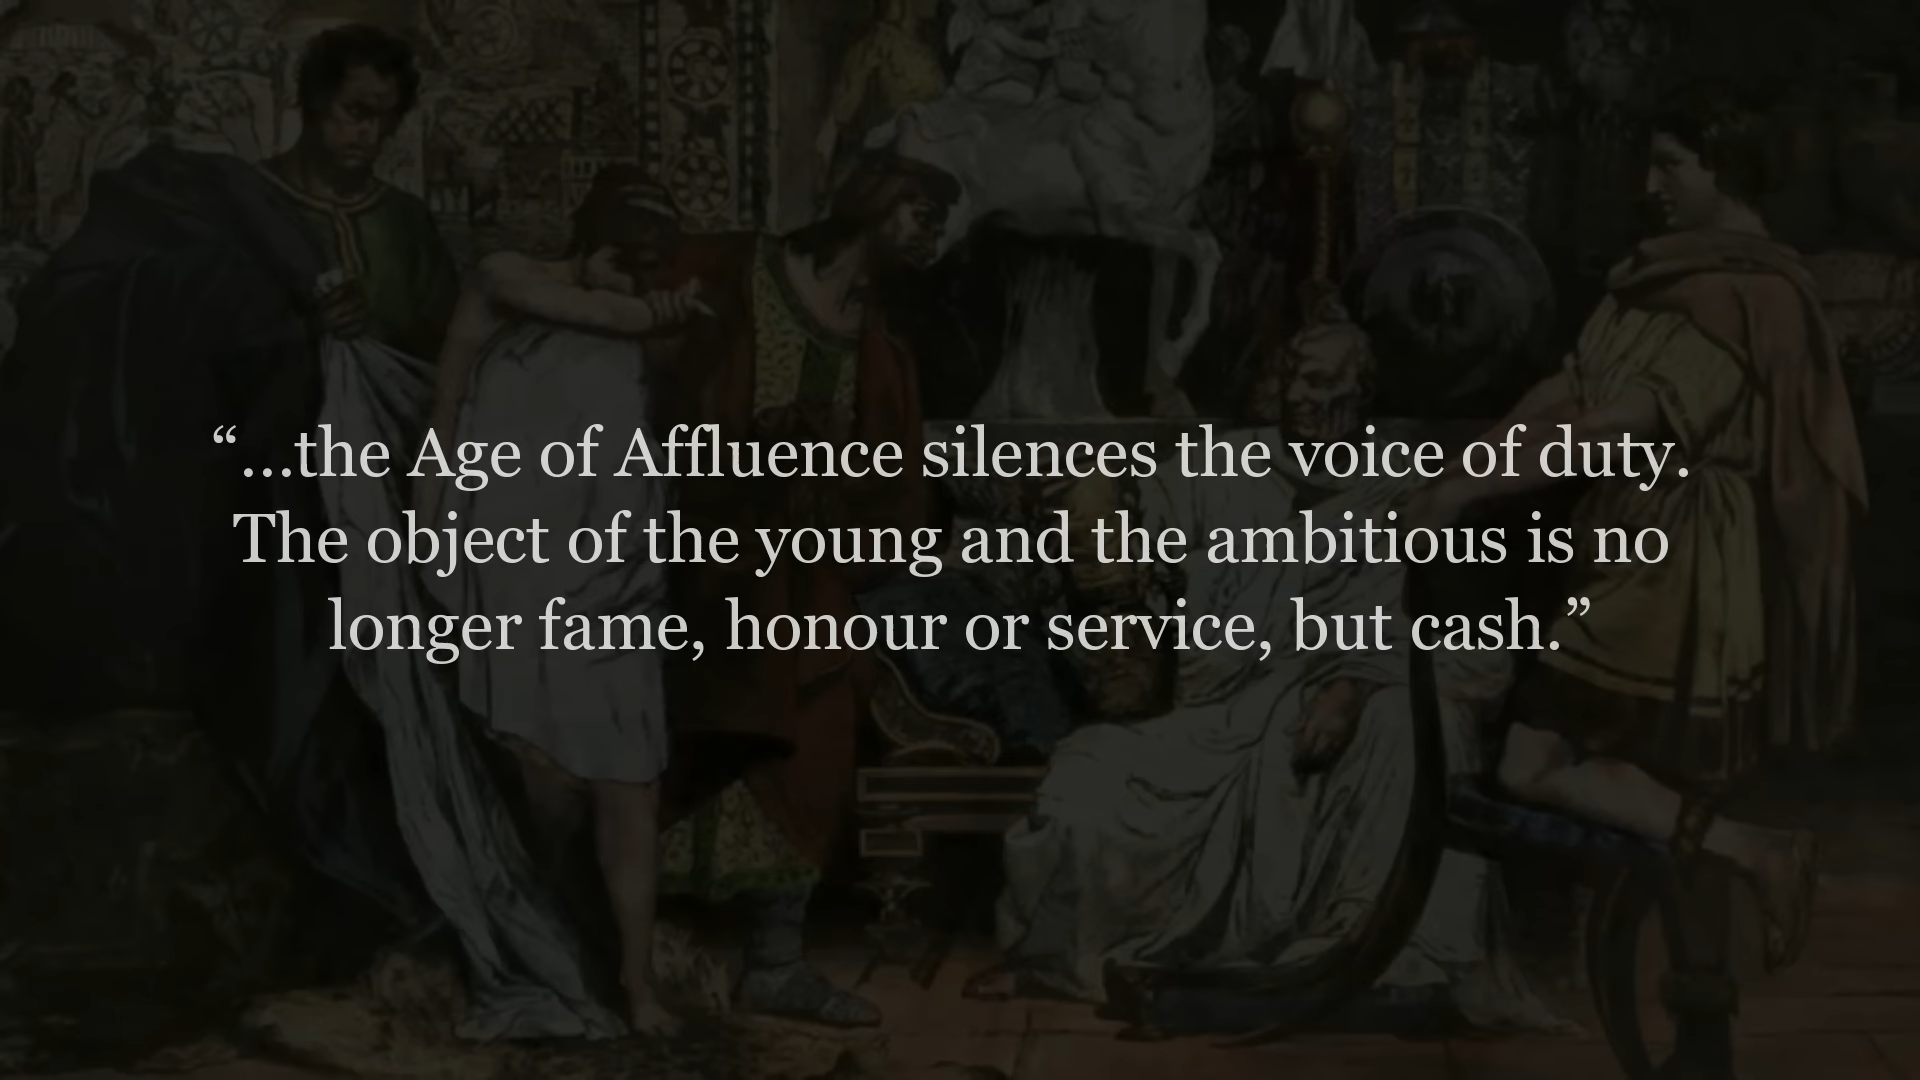 “...the Age of Affluence silences the voice of duty.
The object of the young and the ambitious is no
longer fame, honour or service, but cash.”